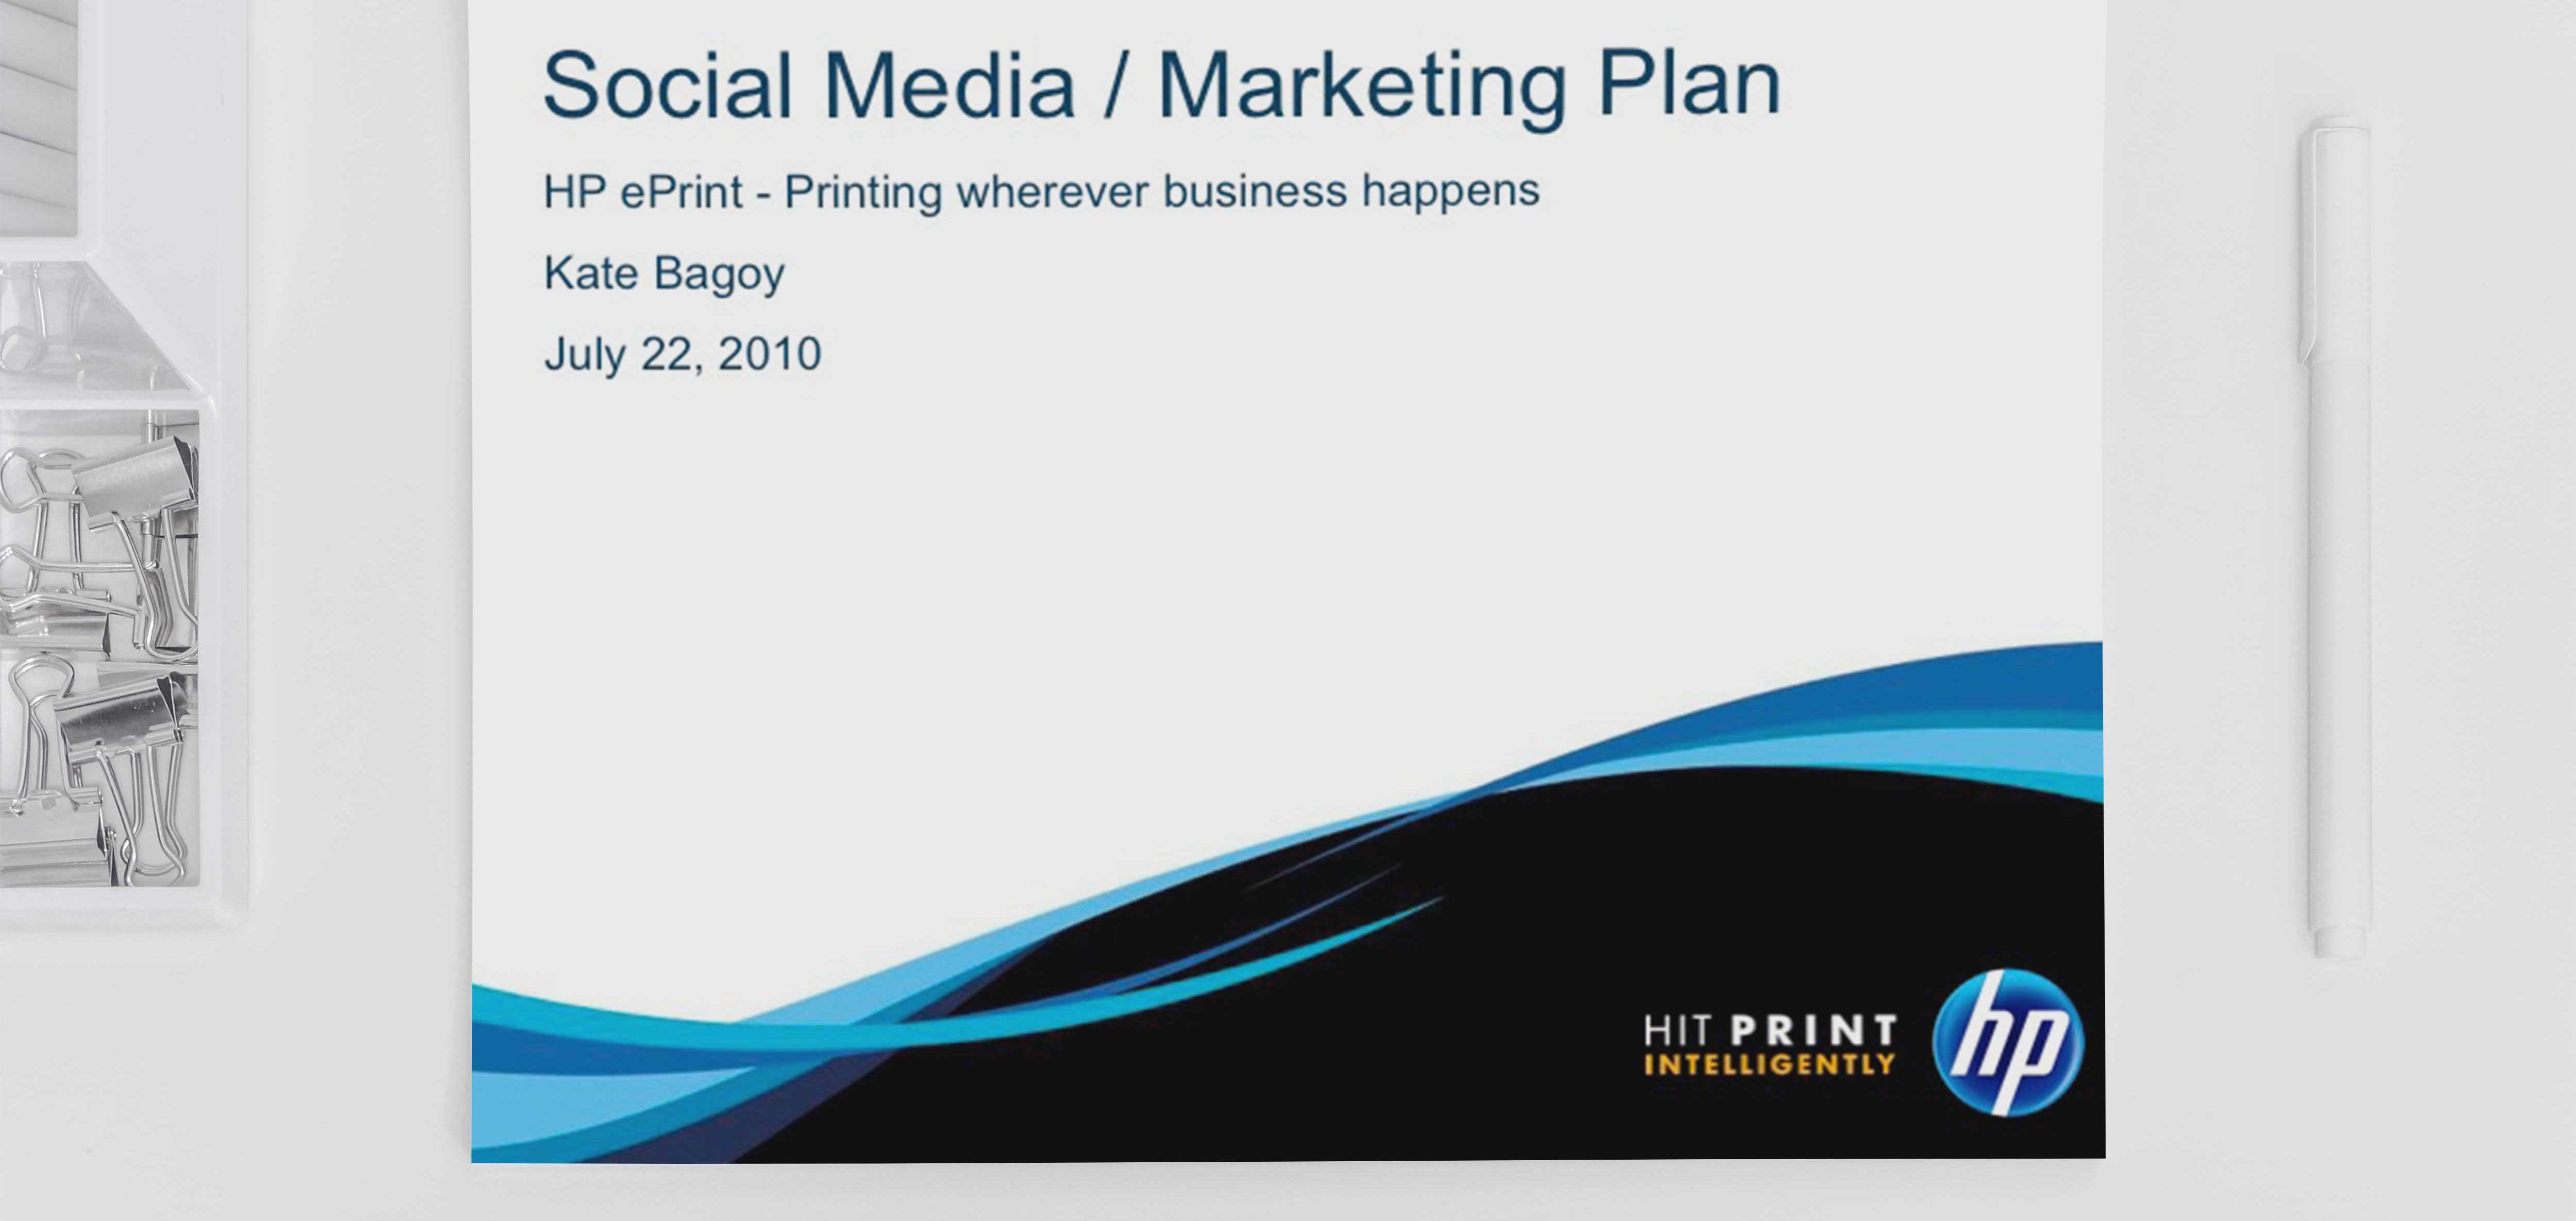 Social Media / Marketing Plan
HP ePrint - Printing wherever business happens
Kate Bagoy
July 22, 2010
HIT PRINT
INTELLIGENTLY
hp